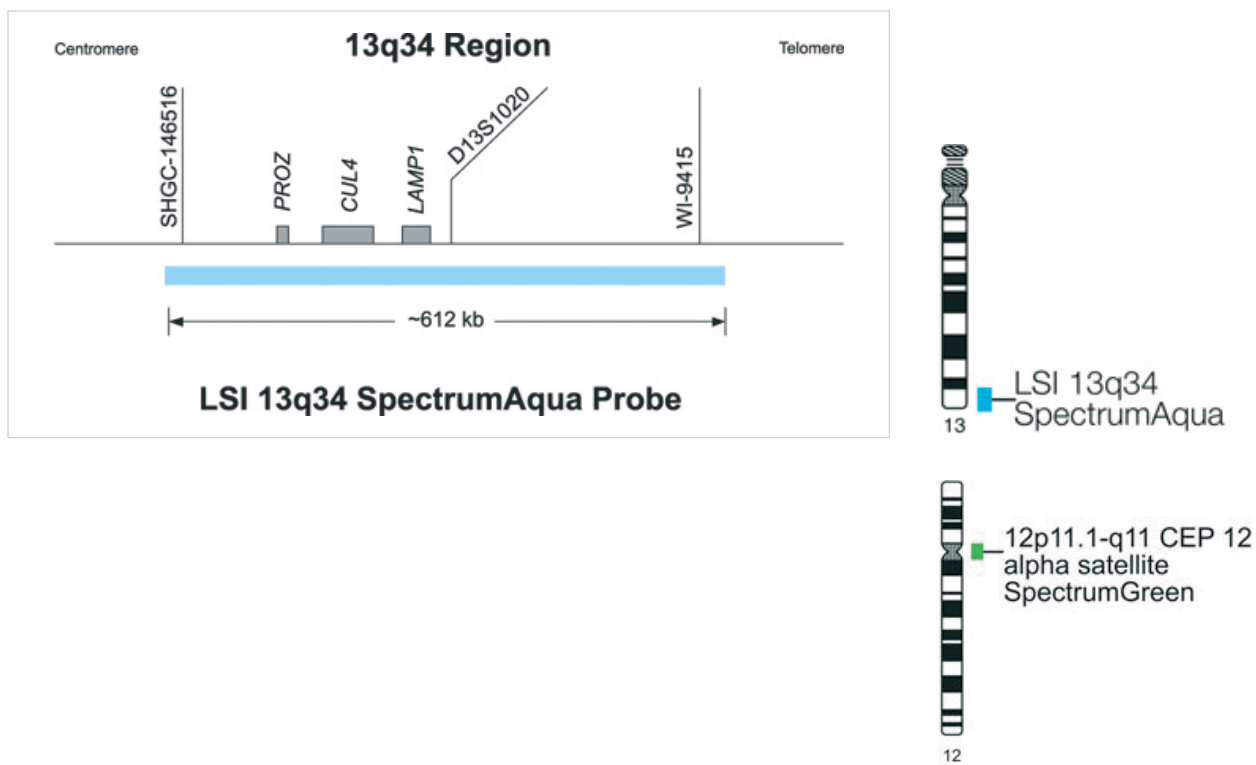 Centromere
13q34 Region
Telomere
SHGC-146516
PROZ
CUL4
LAMP1
D13S1020
WI-9415
~612 kb
LSI 13q34 SpectrumAqua Probe
LSI 13q34
SpectrumAqua
13
12p11.1-q11 CEP 12
alpha satellite
SpectrumGreen
12